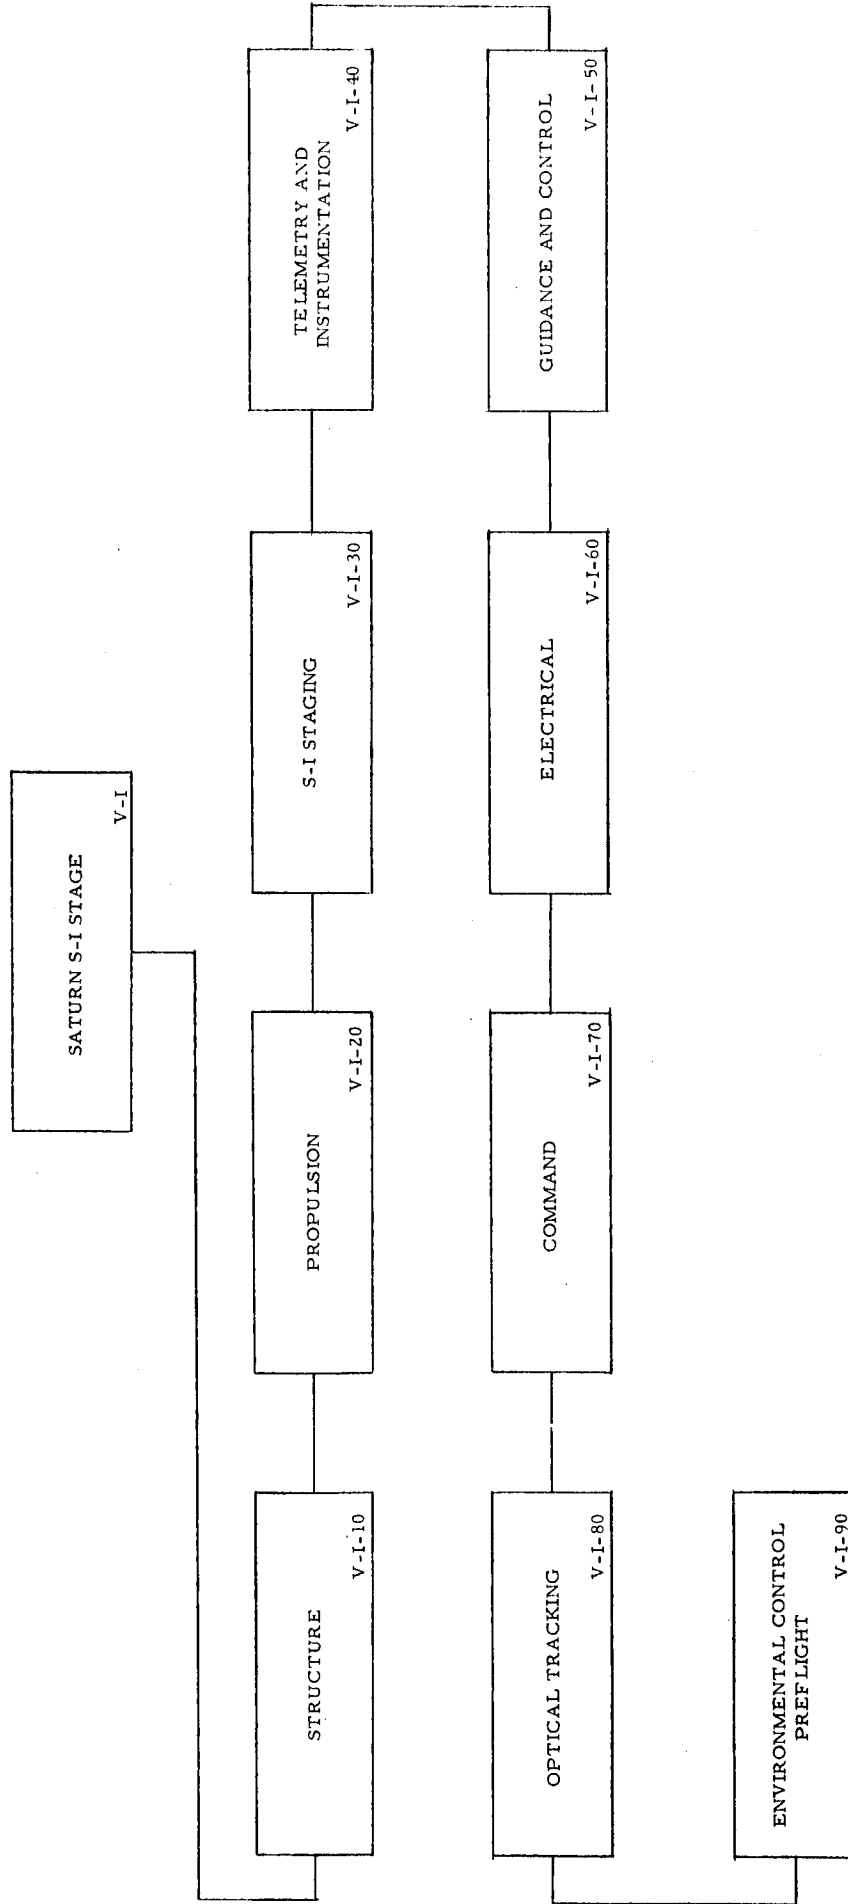 SATURN S-I STAGE
V-I
STRUCTURE
V-I-10
PROPULSION
V-I-20
S-I STAGING
V-I-30
TELEMETRY AND
INSTRUMENTATION
V-I-40
GUIDANCE AND CONTROL
V-I-50
ELECTRICAL
V-I-60
COMMAND
V-I-70
OPTICAL TRACKING
V-I-80
ENVIRONMENTAL CONTROL
PREFLIGHT
V-I-90